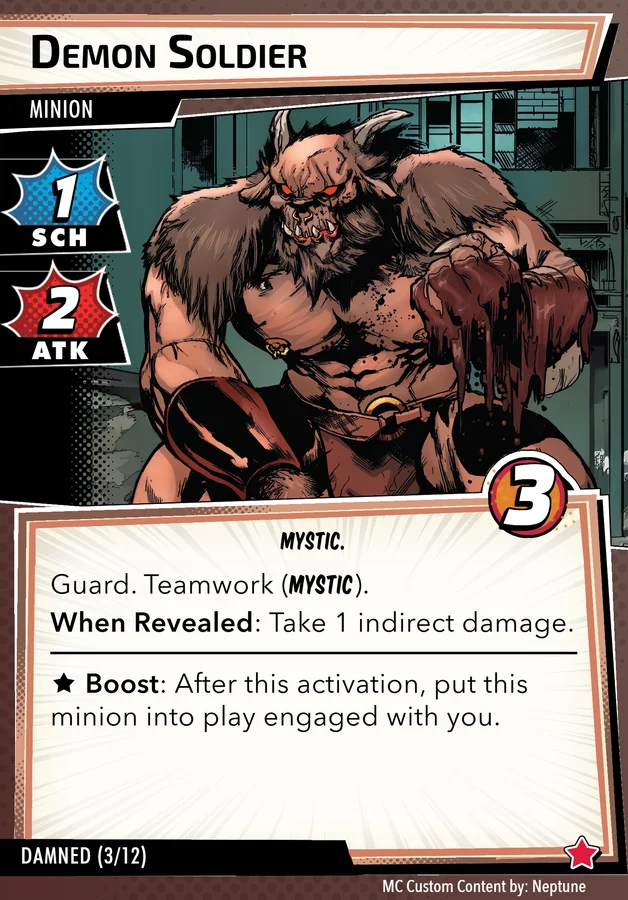 Demon Soldier
MINION
1
SCH
2
ATK
3
MYSTIC.
Guard. Teamwork (MYSTIC).
When Revealed: Take 1 indirect damage.
★ Boost: After this activation, put this
minion into play engaged with you.
DAMNED (3/12)
MC Custom Content by: Neptune